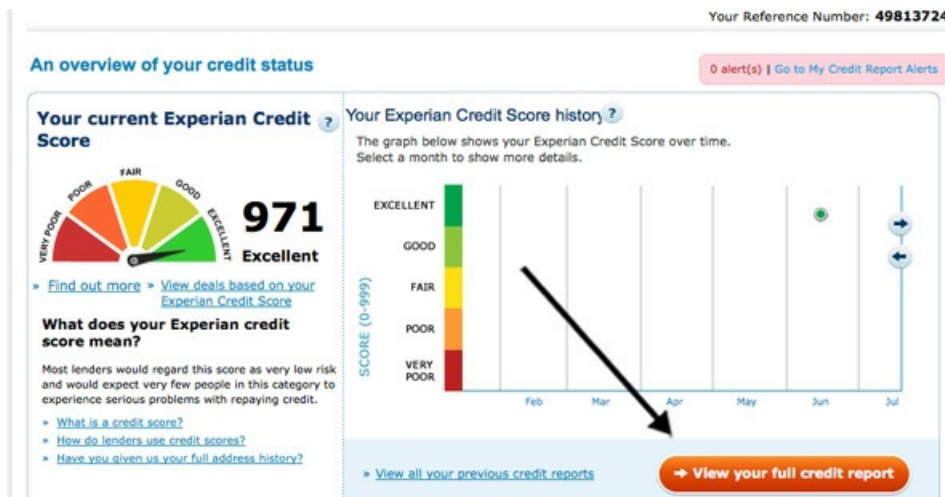 Your Reference Number: 49813724
An overview of your credit status
0 alert(s) | Go to My Credit Report Alerts
Your current Experian Credit ?
Score
VERY POOR
POOR
FAIR
GOOD
EXCELLENT
971
Excellent
» Find out more » View deals based on your
Experian Credit Score
What does your Experian credit
score mean?
Most lenders would regard this score as very low risk
and would expect very few people in this category to
experience serious problems with repaying credit.
» What is a credit score?
» How do lenders use credit scores?
» Have you given us your full address history?
Your Experian Credit Score history ?
The graph below shows your Experian Credit Score over time.
Select a month to show more details.
SCORE (0-999)
EXCELLENT
GOOD
FAIR
POOR
VERY
POOR
Feb Mar Apr May Jun Jul
» View all your previous credit reports
View your full credit report